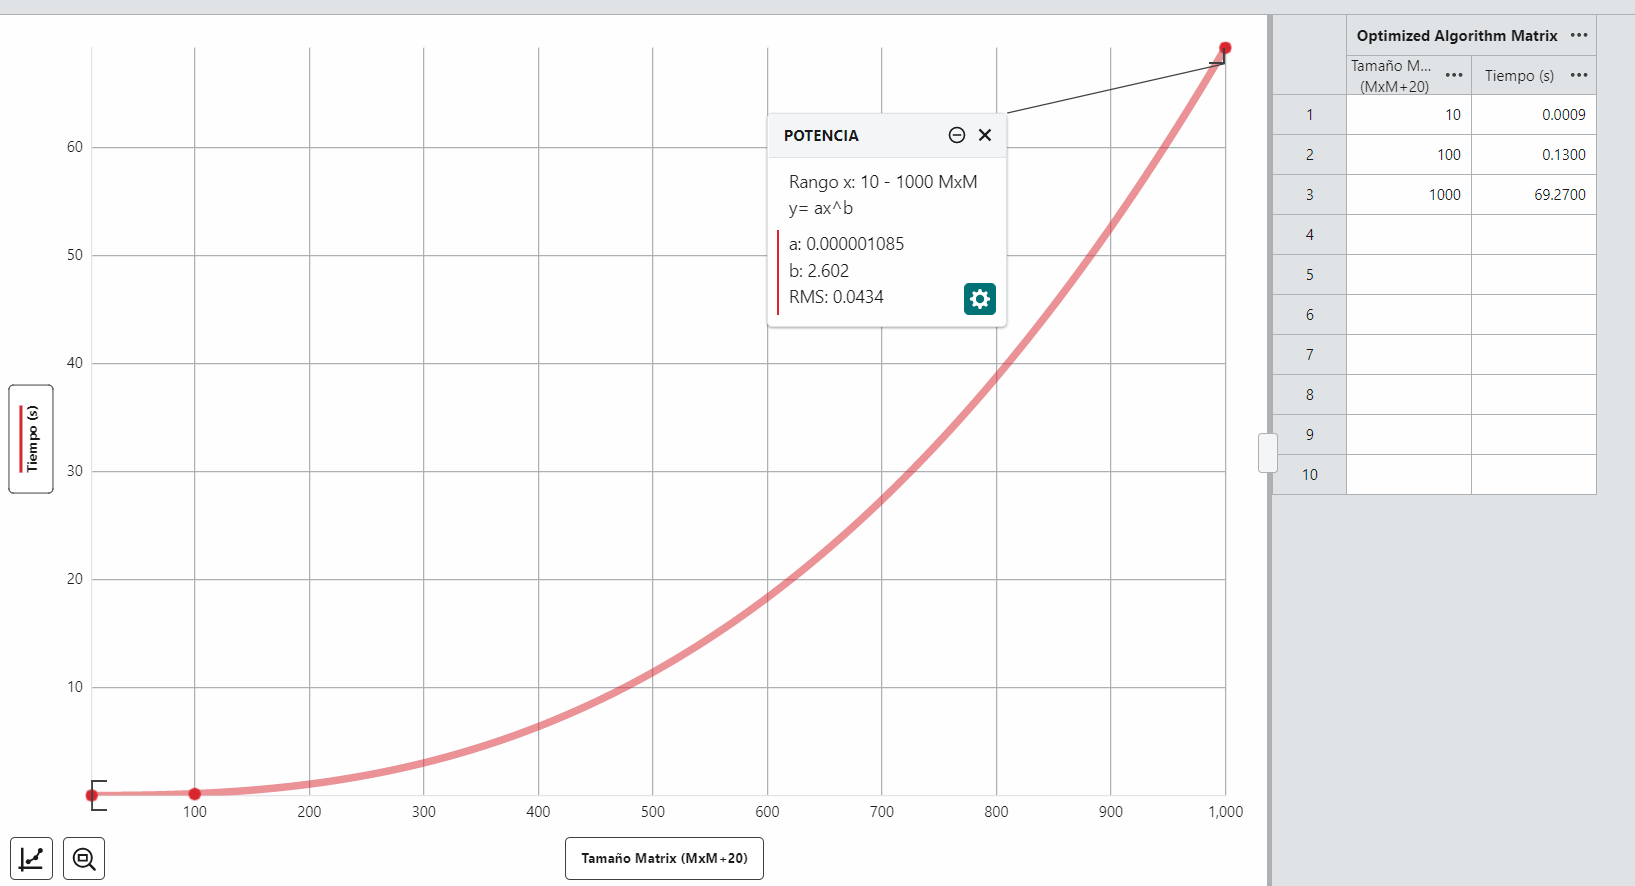 60
50
40
30
20
10
Tiempo (s)
100 200 300 400 500 600 700 800 900 1,000
Tamaño Matrix (MxM+20)
POTENCIA
Rango x: 10 - 1000 MxM
y= ax^b
a: 0.000001085
b: 2.602
RMS: 0.0434
Optimized Algorithm Matrix ...
Tamaño M... ... Tiempo (s) ...
(MxM+20)
1 10 0.0009
2 100 0.1300
3 1000 69.2700
4
5
6
7
8
9
10